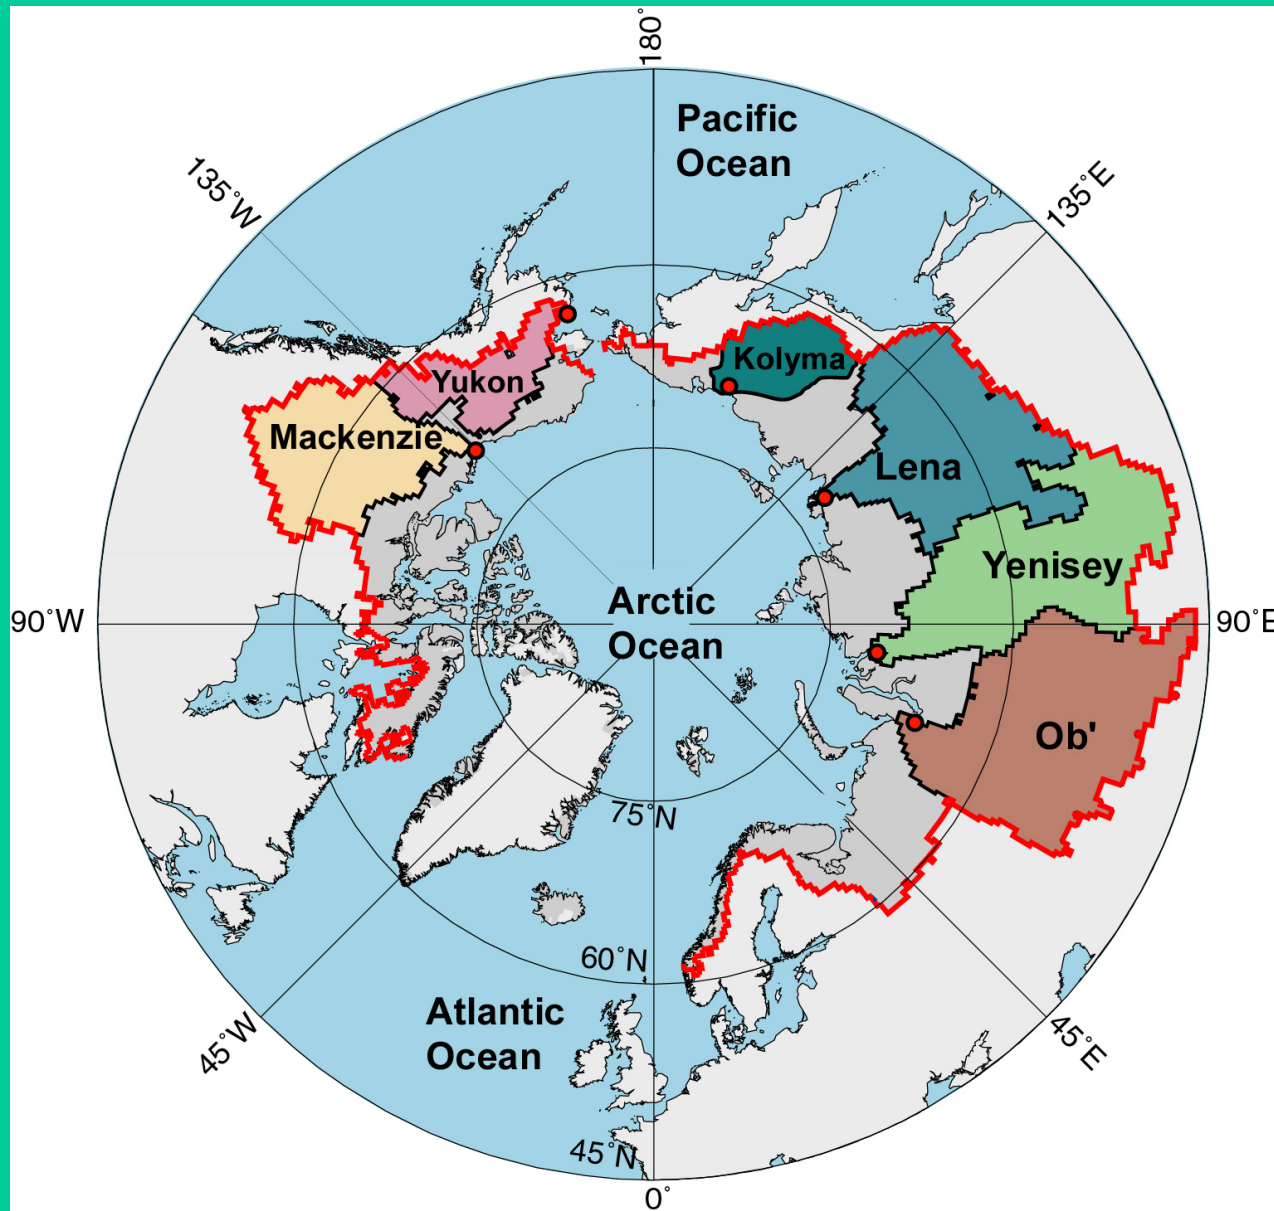 180°
Pacific
Ocean
135°W
135°E
Kolyma
Yukon
Mackenzie
Lena
Yenisey
Arctic
Ocean
90°W
90°E
Ob'
75°N
60°N
Atlantic
Ocean
45°W
45°E
45°N
0°